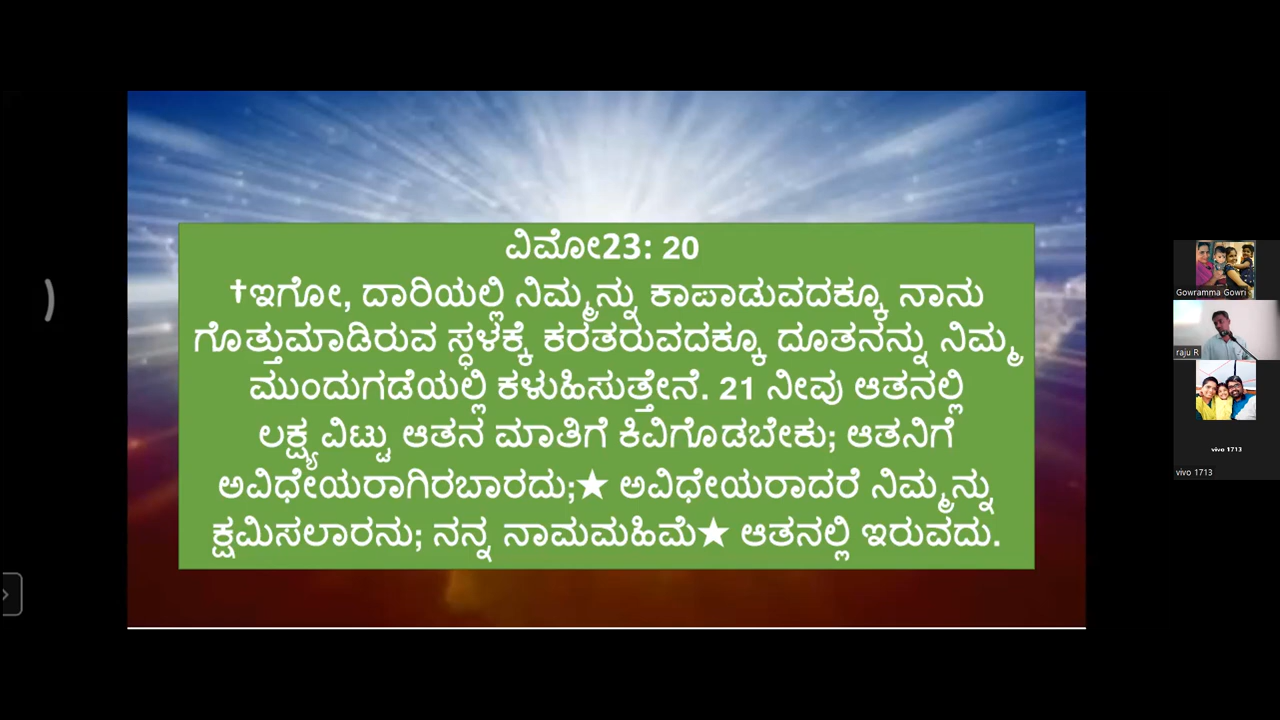 ವಿಮೋ23: 20
†ಇಗೋ, ದಾರಿಯಲ್ಲಿ ನಿಮ್ಮನ್ನು ಕಾಪಾಡುವದಕ್ಕೂ ನಾನು
ಗೊತ್ತುಮಾಡಿರುವ ಸ್ಥಳಕ್ಕೆ ಕರತರುವದಕ್ಕೂ ದೂತನನ್ನು ನಿಮ್ಮ
ಮುಂದುಗಡೆಯಲ್ಲಿ ಕಳುಹಿಸುತ್ತೇನೆ. 21 ನೀವು ಆತನಲ್ಲಿ
ಲಕ್ಷ್ಯವಿಟ್ಟು ಆತನ ಮಾತಿಗೆ ಕಿವಿಗೊಡಬೇಕು; ಆತನಿಗೆ
ಅವಿಧೇಯರಾಗಿರಬಾರದು;★ ಅವಿಧೇಯರಾದರೆ ನಿಮ್ಮನ್ನು
ಕ್ಷಮಿಸಲಾರನು; ನನ್ನ ನಾಮಮಹಿಮೆ★ ಆತನಲ್ಲಿ ಇರುವದು.
Gowramma Gowri
raju R
vivo 1713
vivo 1713